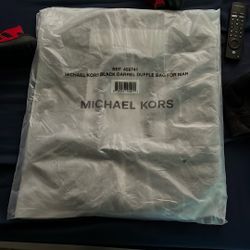 MICHAEL KORS BLACK BARREL DUFFLE BAG FOR MAN
MICHAEL KORS